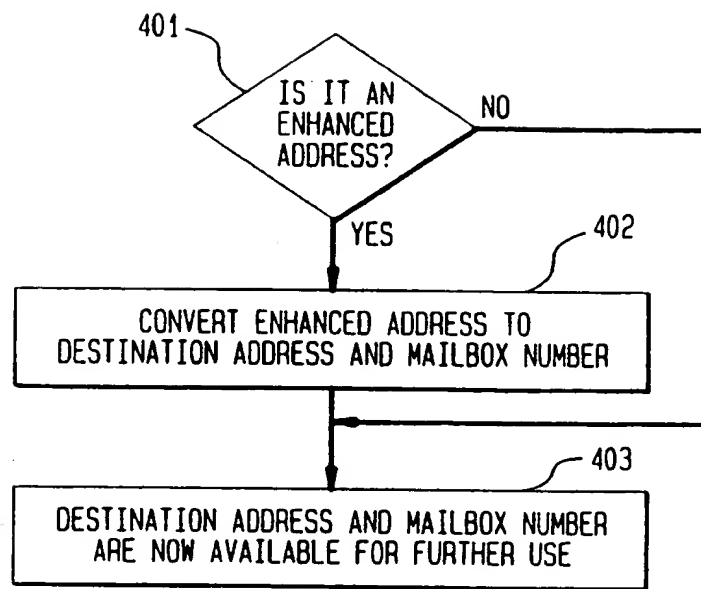 401
IS IT AN
ENHANCED
ADDRESS?
NO
YES
402
CONVERT ENHANCED ADDRESS TO
DESTINATION ADDRESS AND MAILBOX NUMBER
403
DESTINATION ADDRESS AND MAILBOX NUMBER
ARE NOW AVAILABLE FOR FURTHER USE